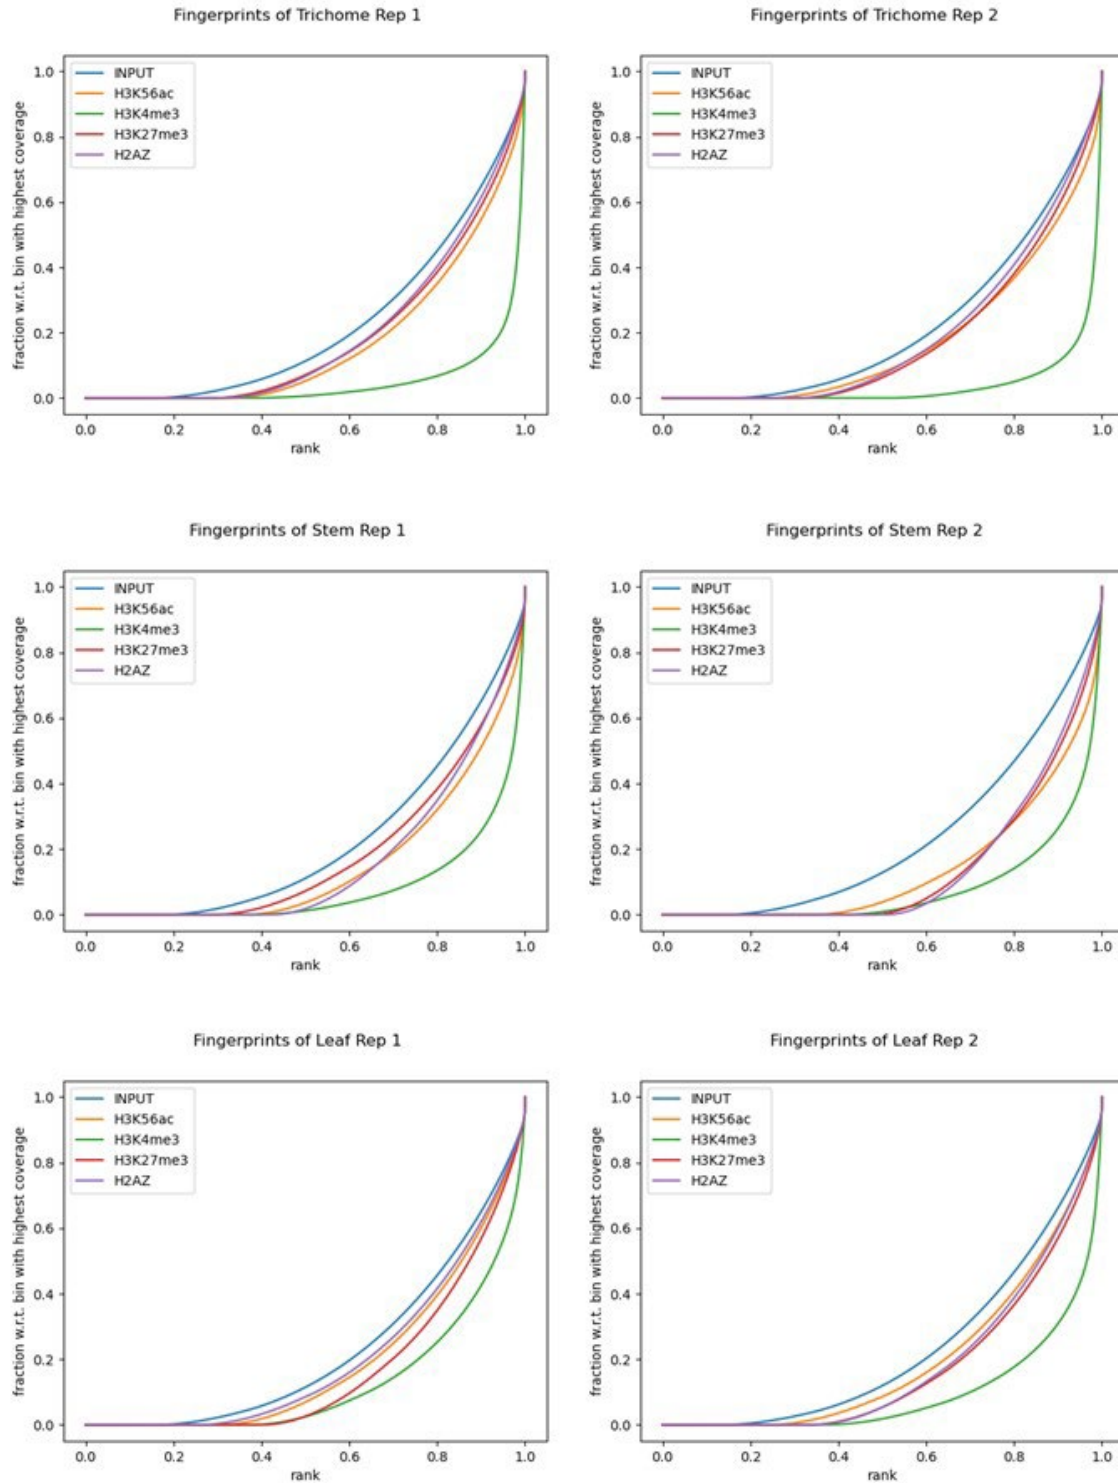 Fingerprints of Trichome Rep 1
1.0
0.8
0.6
0.4
0.2
0.0
fraction w.r.t. bin with highest coverage
INPUT
H3K56ac
H3K4me3
H3K27me3
H2AZ
0.0 0.2 0.4 0.6 0.8 1.0
rank
Fingerprints of Trichome Rep 2
1.0
0.8
0.6
0.4
0.2
0.0
fraction w.r.t. bin with highest coverage
INPUT
H3K56ac
H3K4me3
H3K27me3
H2AZ
0.0 0.2 0.4 0.6 0.8 1.0
rank
Fingerprints of Stem Rep 1
1.0
0.8
0.6
0.4
0.2
0.0
fraction w.r.t. bin with highest coverage
INPUT
H3K56ac
H3K4me3
H3K27me3
H2AZ
0.0 0.2 0.4 0.6 0.8 1.0
rank
Fingerprints of Stem Rep 2
1.0
0.8
0.6
0.4
0.2
0.0
fraction w.r.t. bin with highest coverage
INPUT
H3K56ac
H3K4me3
H3K27me3
H2AZ
0.0 0.2 0.4 0.6 0.8 1.0
rank
Fingerprints of Leaf Rep 1
1.0
0.8
0.6
0.4
0.2
0.0
fraction w.r.t. bin with highest coverage
INPUT
H3K56ac
H3K4me3
H3K27me3
H2AZ
0.0 0.2 0.4 0.6 0.8 1.0
rank
Fingerprints of Leaf Rep 2
1.0
0.8
0.6
0.4
0.2
0.0
fraction w.r.t. bin with highest coverage
INPUT
H3K56ac
H3K4me3
H3K27me3
H2AZ
0.0 0.2 0.4 0.6 0.8 1.0
rank